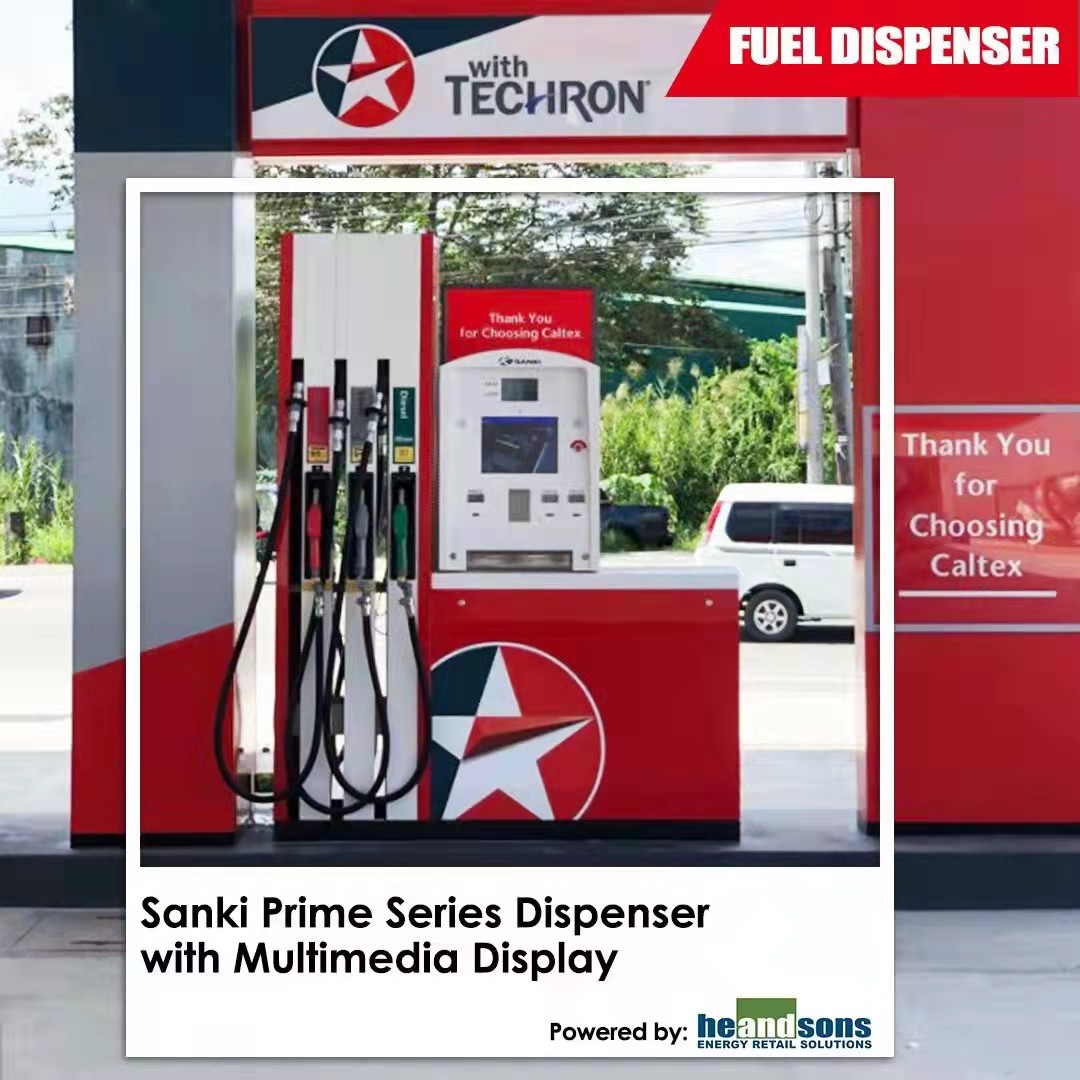 FUEL DISPENSER
with
TECHRON
Thank You
for Choosing Caltex
SANKI
Diesel
Thank You
for
Choosing
Caltex
Sanki Prime Series Dispenser
with Multimedia Display
Powered by:
heandsons
ENERGY RETAIL SOLUTIONS